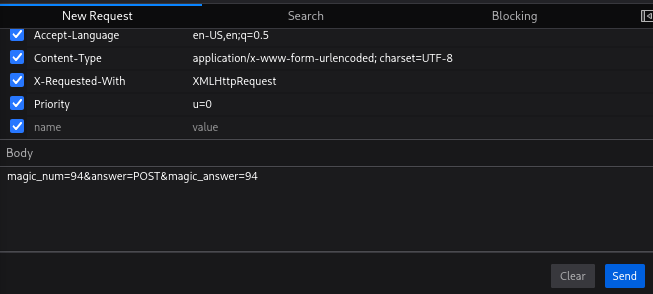 New Request Search Blocking
Accept-Language en-US,en;q=0.5
Content-Type application/x-www-form-urlencoded; charset=UTF-8
X-Requested-With XMLHttpRequest
Priority u=0
name value
Body
magic_num=94&answer=POST&magic_answer=94
Clear Send